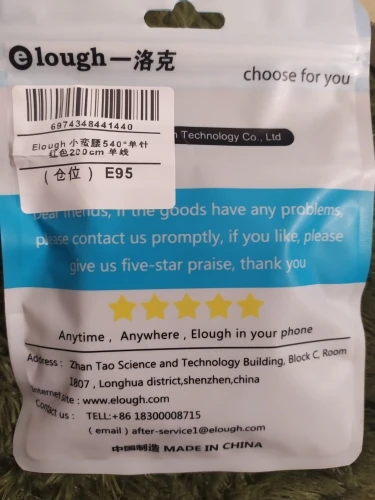 elough一洛克
choose for you
6974348441440
Technology Co., Ltd
Elough 小蛮腰540°单针
红色200cm 单线
(仓位) E95
Dear friends, if the goods have any problems,
please contact us promptly, if you like, please
give us five-star praise, thank you
Anytime , Anywhere , Elough in your phone
Address : Zhan Tao Science and Technology Building, Block C, Room
1807 , Longhua district,shenzhen,china
Internet site : www.elough.com
Contact us : TELL:+86 18300008715
( email ) after-service1@elough.com
中国制造 MADE IN CHINA